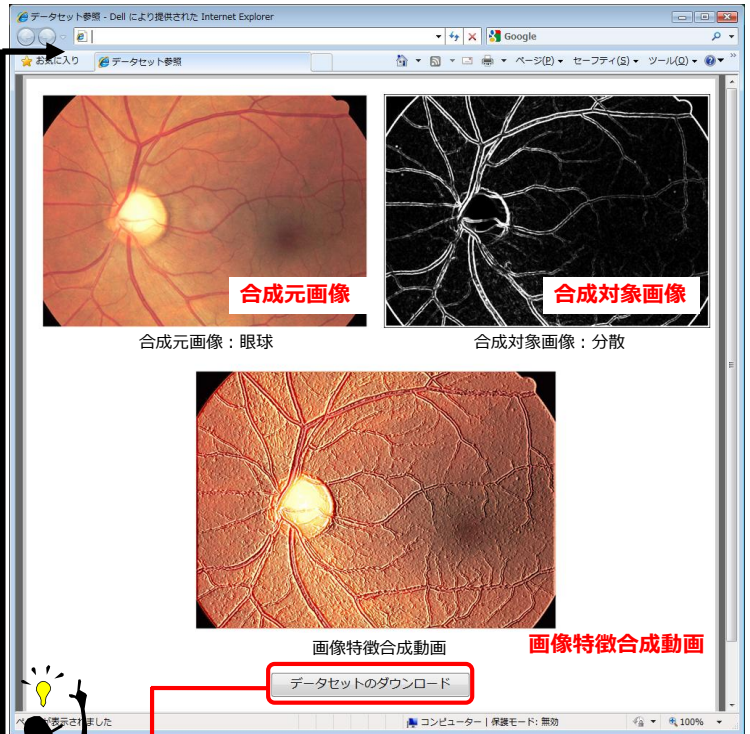 データセット参照 - Dell により提供された Internet Explorer
Google
お気に入り
データセット参照
ページ(P) セーフティ(S) ツール(O)
合成元画像
合成対象画像
合成元画像：眼球
合成対象画像：分散
画像特徴合成動画
画像特徴合成動画
データセットのダウンロード
ページが表示されました
コンピューター | 保護モード: 無効
100%